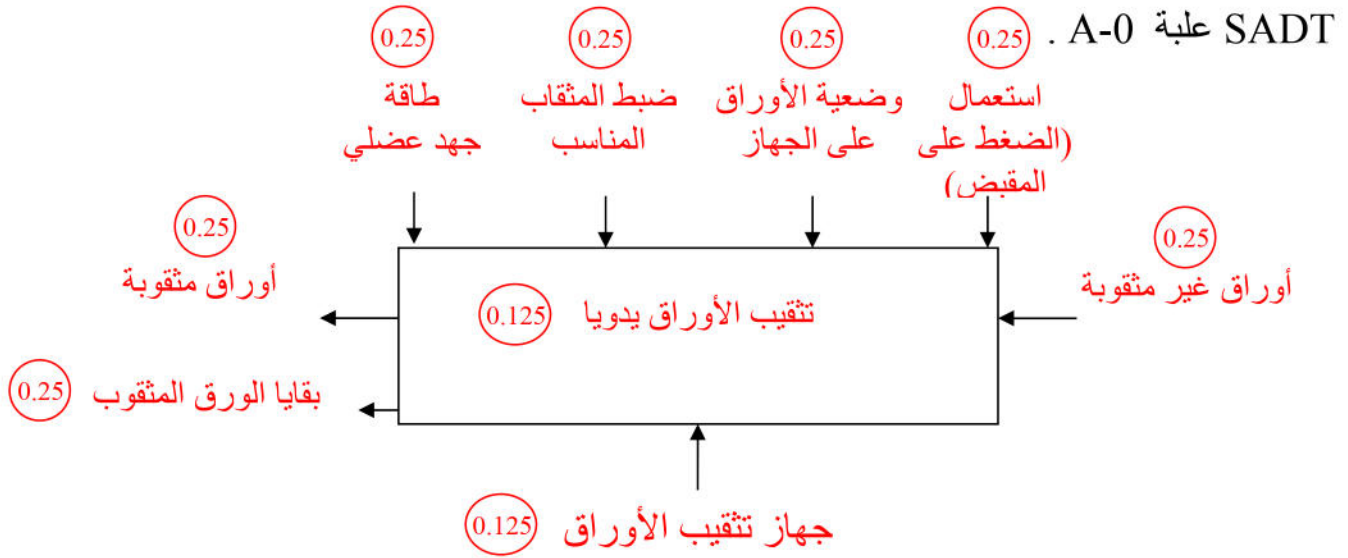 SADT علبة A-0 .
0.25 0.25 0.25 0.25
استعمال وضعية الأوراق ضبط المثقاب طاقة
(الضغط على على الجهاز المناسب جهد عضلي
المقبض)
0.25 0.25
أوراق غير مثقوبة أوراق مثقوبة
تثقيب الأوراق يدويا 0.125
بقايا الورق المثقوب 0.25
جهاز تثقيب الأوراق 0.125